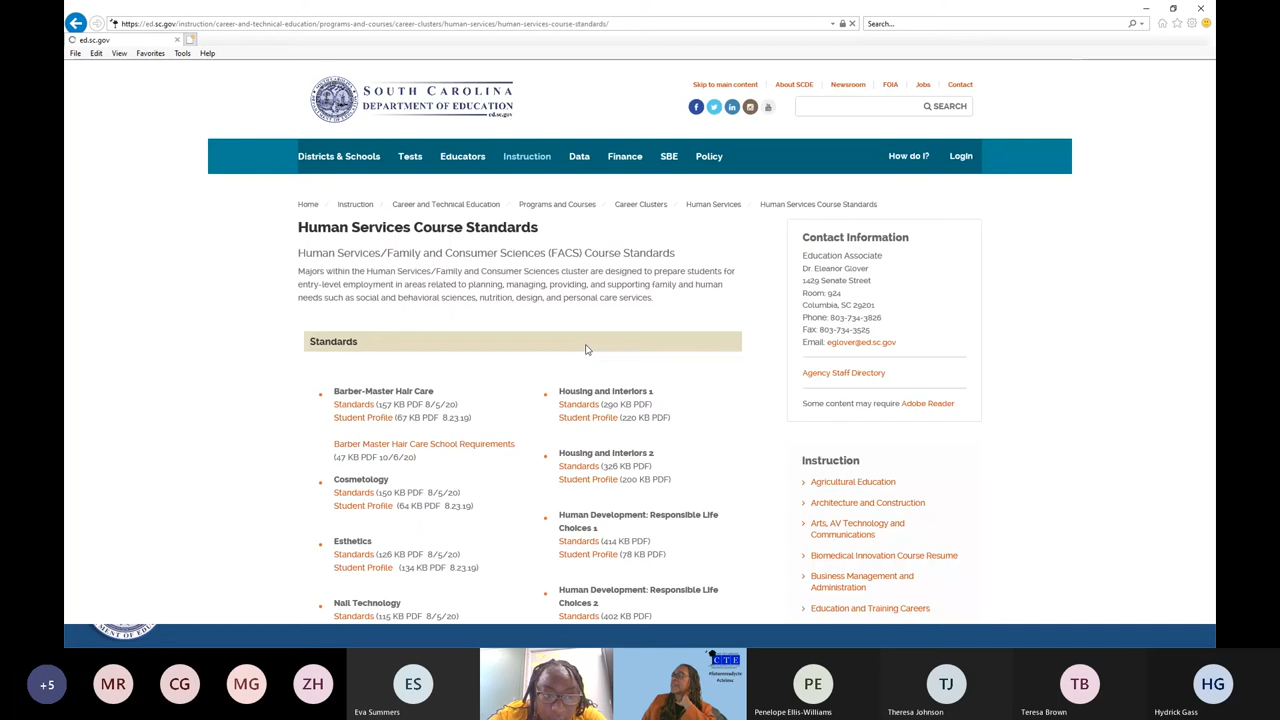 https://ed.sc.gov/instruction/career-and-technical-education/programs-and-courses/career-clusters/human-services/human-services-course-standards/
Search...
ed.sc.gov
File Edit View Favorites Tools Help
SOUTH CAROLINA
DEPARTMENT OF EDUCATION
ed.sc.gov
Skip to main content
About SCDE
Newsroom
FOIA
Jobs
Contact
SEARCH
Districts & Schools
Tests
Educators
Instruction
Data
Finance
SBE
Policy
How do I?
Login
Home / Instruction / Career and Technical Education / Programs and Courses / Career Clusters / Human Services / Human Services Course Standards
Human Services Course Standards
Human Services/Family and Consumer Sciences (FACS) Course Standards
Majors within the Human Services/Family and Consumer Sciences cluster are designed to prepare students for
entry-level employment in areas related to planning, managing, providing, and supporting family and human
needs such as social and behavioral sciences, nutrition, design, and personal care services.
Standards
Barber-Master Hair Care
Standards (157 KB PDF 8/5/20)
Student Profile (67 KB PDF 8.23.19)
Barber Master Hair Care School Requirements
(47 KB PDF 10/6/20)
Cosmetology
Standards (150 KB PDF 8/5/20)
Student Profile (64 KB PDF 8.23.19)
Esthetics
Standards (126 KB PDF 8/5/20)
Student Profile (134 KB PDF 8.23.19)
Nail Technology
Standards (115 KB PDF 8/5/20)
Housing and Interiors 1
Standards (290 KB PDF)
Student Profile (220 KB PDF)
Housing and Interiors 2
Standards (326 KB PDF)
Student Profile (200 KB PDF)
Human Development: Responsible Life
Choices 1
Standards (414 KB PDF)
Student Profile (78 KB PDF)
Human Development: Responsible Life
Choices 2
Standards (402 KB PDF)
Contact Information
Education Associate
Dr. Eleanor Glover
1429 Senate Street
Room: 924
Columbia, SC 29201
Phone: 803-734-3826
Fax: 803-734-3525
Email: eglover@ed.sc.gov
Agency Staff Directory
Some content may require Adobe Reader
Instruction
Agricultural Education
Architecture and Construction
Arts, AV Technology and
Communications
Biomedical Innovation Course Resume
Business Management and
Administration
Education and Training Careers
+5
MR
CG
MG
ZH
ES
Eva Summers
CTE
PE
Penelope Ellis-Williams
TJ
Theresa Johnson
TB
Teresa Brown
HG
Hydrick Gass